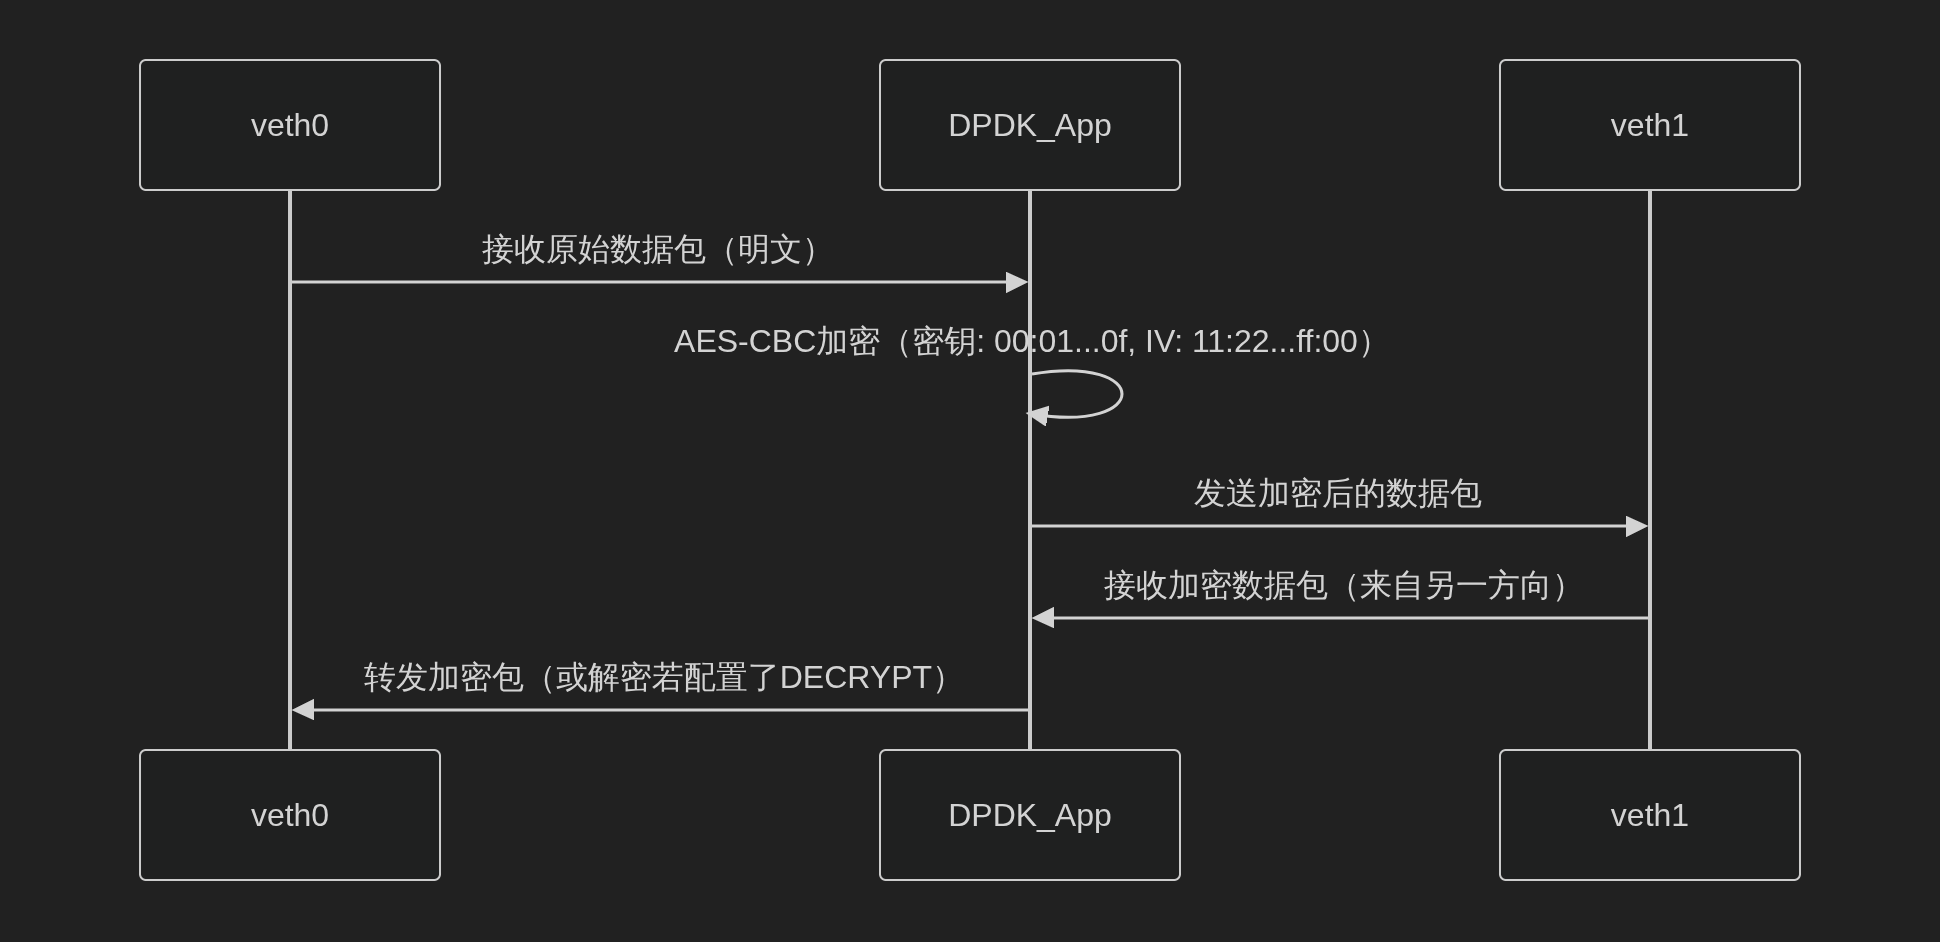 veth0
DPDK_App
veth1
接收原始数据包（明文）
AES-CBC加密（密钥: 00:01...0f, IV: 11:22...ff:00）
发送加密后的数据包
接收加密数据包（来自另一方向）
转发加密包（或解密若配置了DECRYPT）
veth0
DPDK_App
veth1